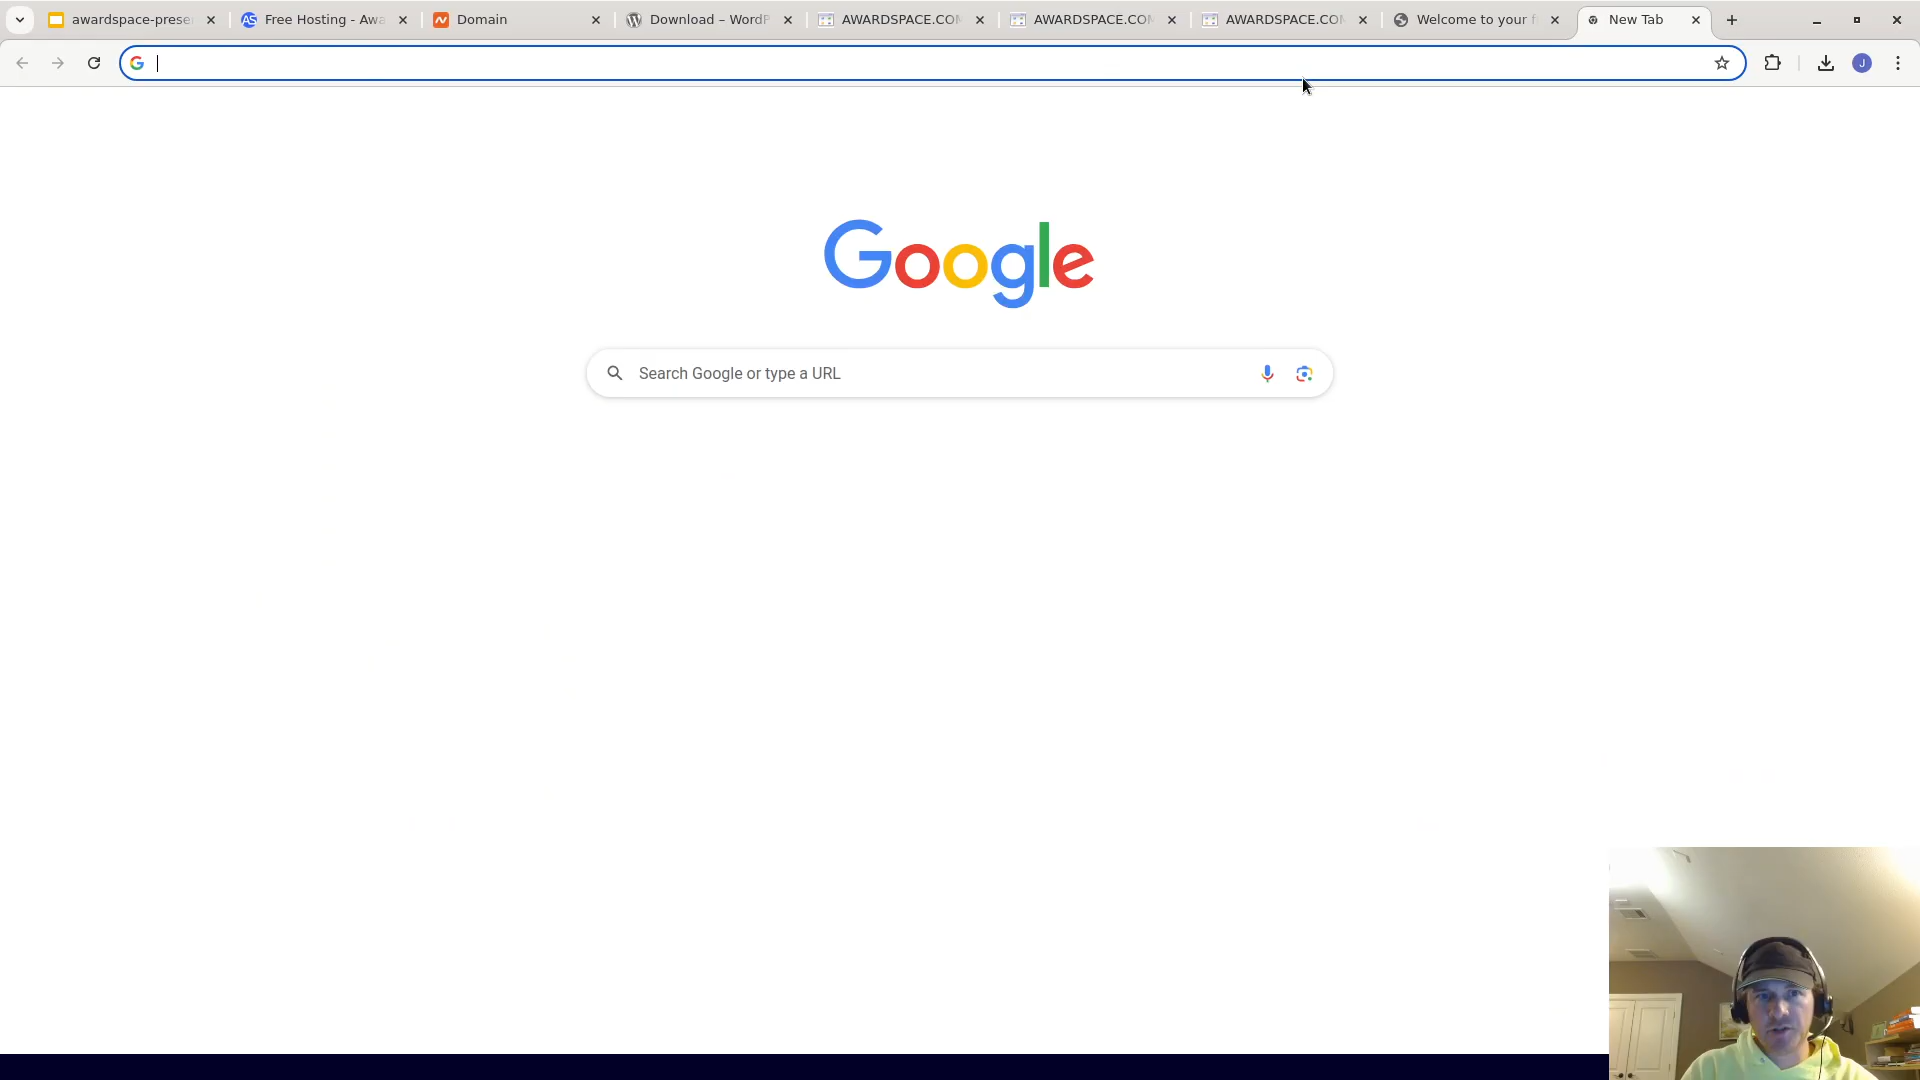 awardspace-prese
Free Hosting - Awa
Domain
Download – WordP
AWARDSPACE.COM
AWARDSPACE.COM
AWARDSPACE.COM
Welcome to your f
New Tab
J
Google
Search Google or type a URL